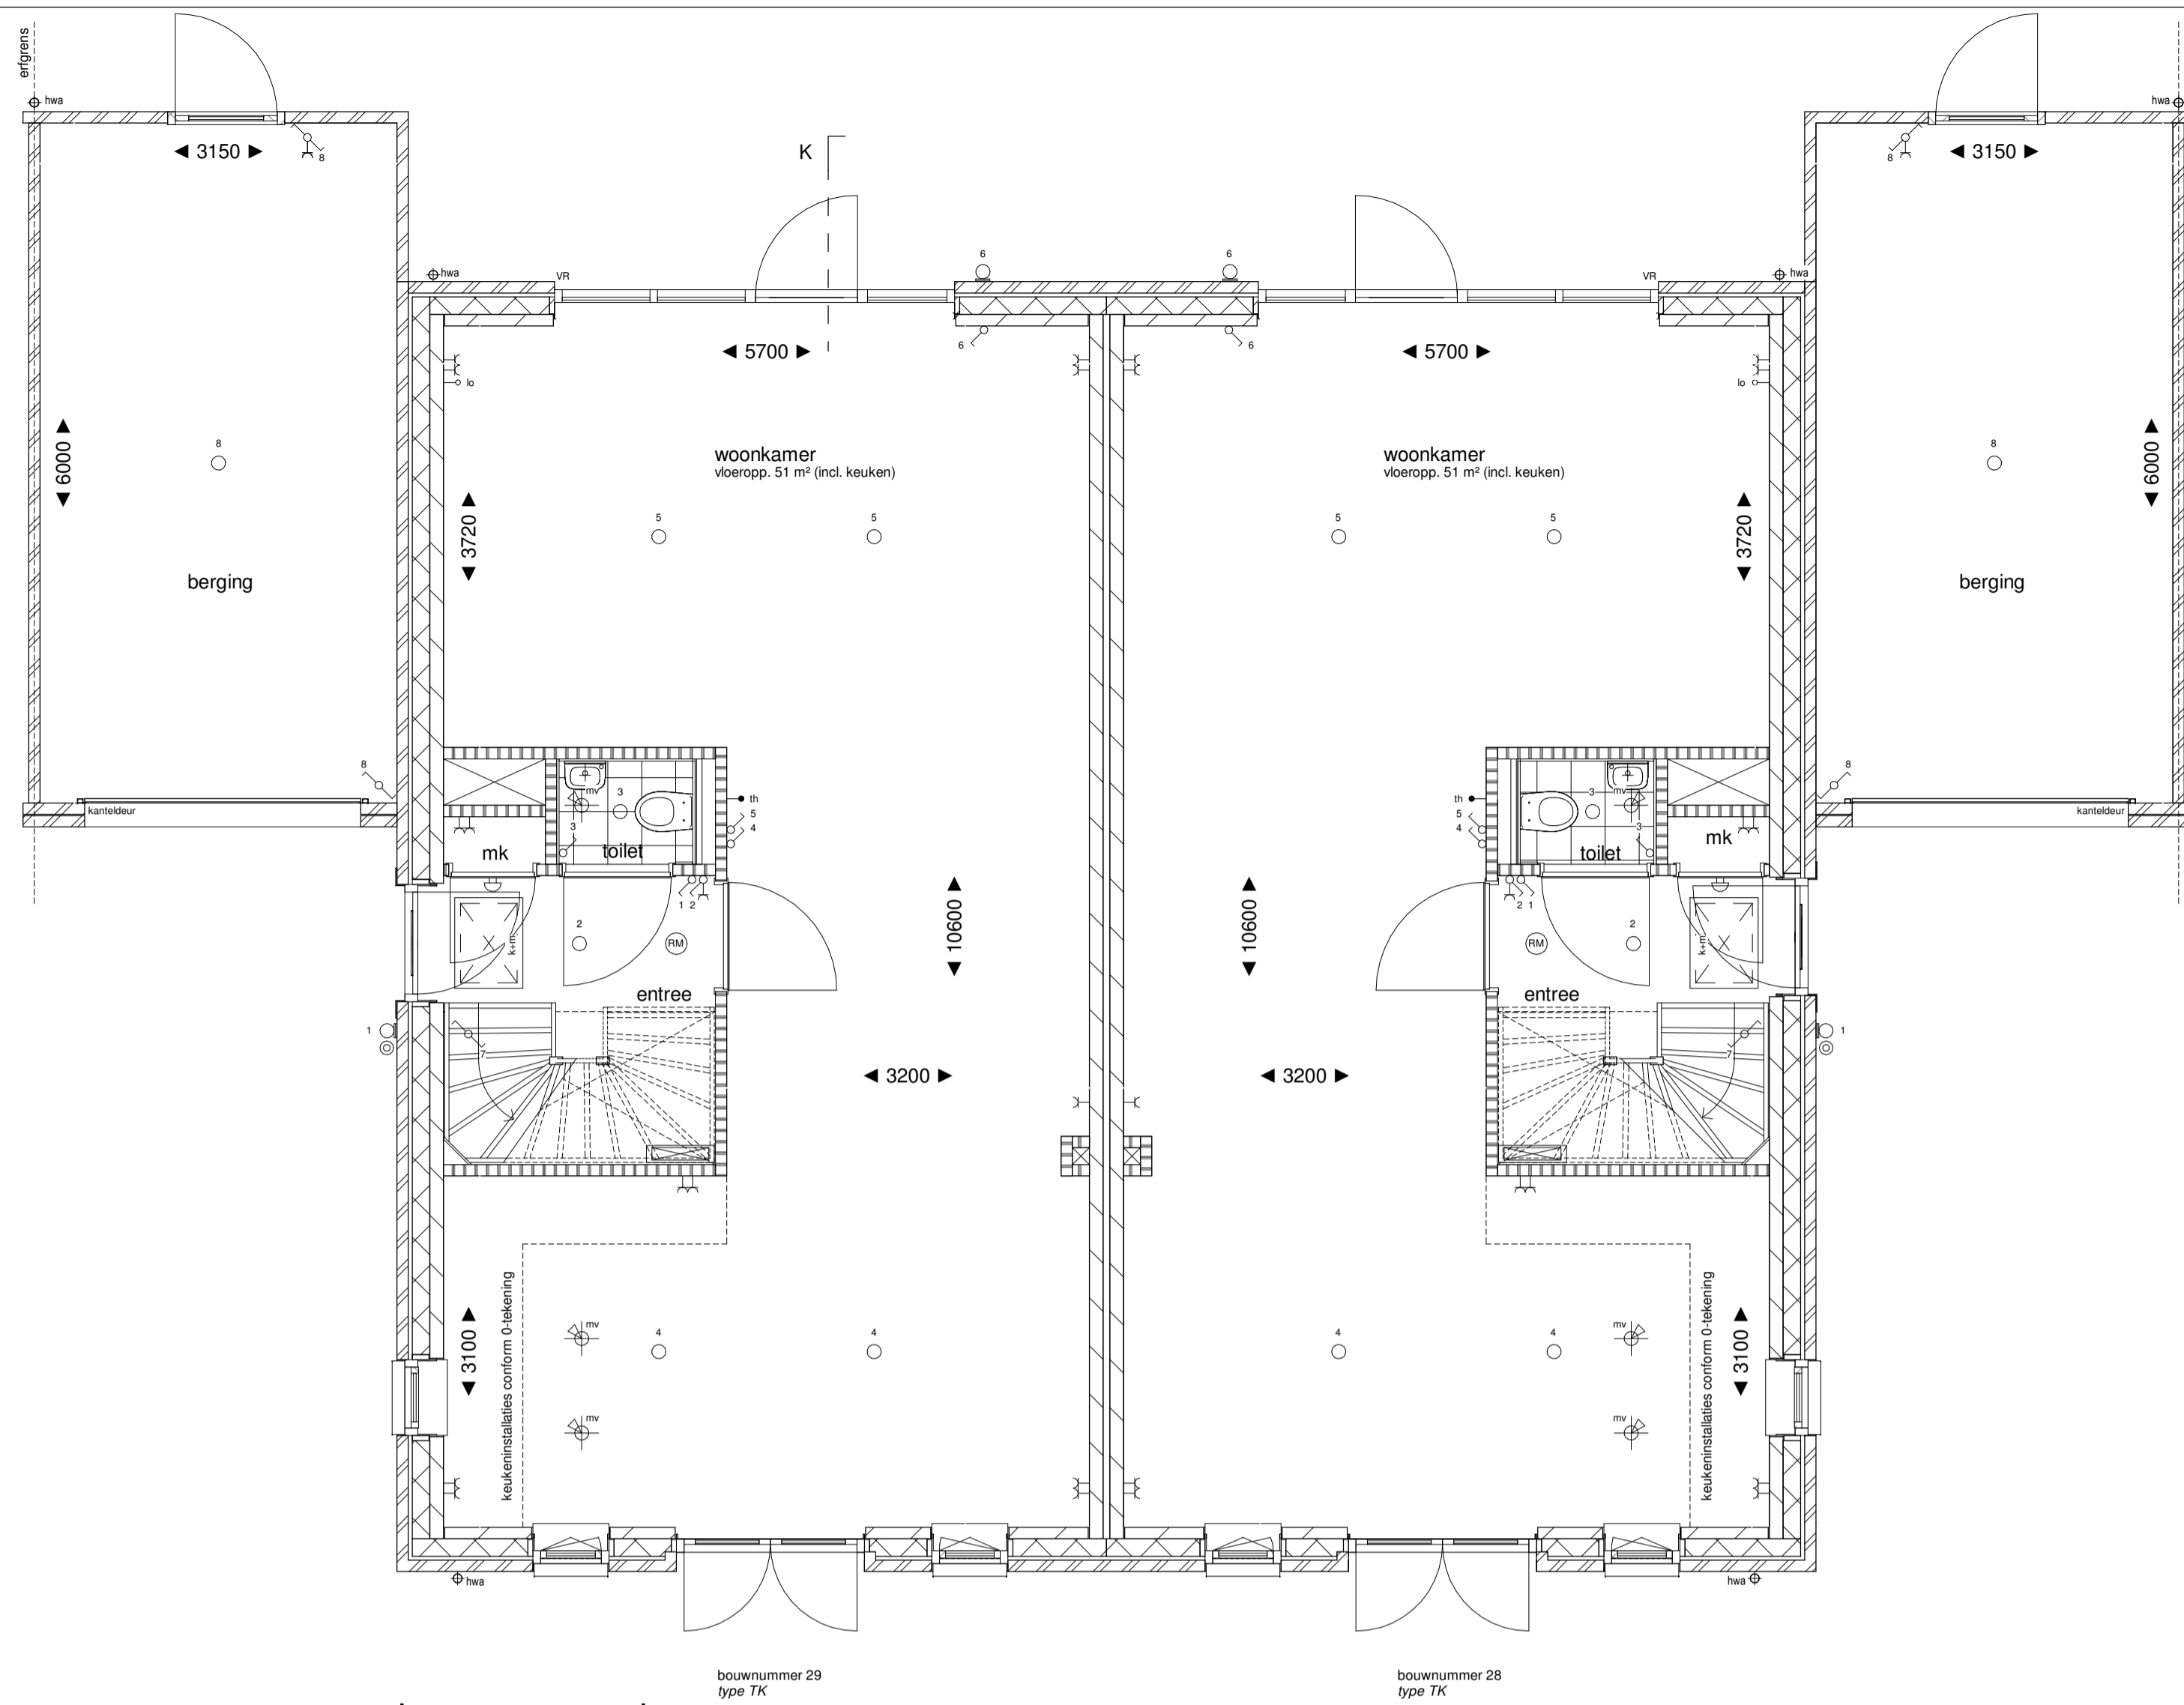 erfgrens
hwa
hwa
◄ 3150 ►
8
K
8
◄ 3150 ►
6
6
hwa
VR
VR
hwa
6
6
◄ 5700 ►
◄ 5700 ►
lo
lo
◄ 6000 ►
8
woonkamer
vloeropp. 51 m² (incl. keuken)
woonkamer
vloeropp. 51 m² (incl. keuken)
8
◄ 6000 ►
◄ 3720 ►
5
5
5
5
◄ 3720 ►
berging
berging
8
8
kanteldeur
mv
3
3
th
5
4
th
5
4
3
mv
3
kanteldeur
mk
toilet
toilet
mk
1 2
2 1
2
k+m
RM
◄ 10600 ►
◄ 10600 ►
RM
2
k+m
entree
entree
1
7
7
1
◄ 3200 ►
◄ 3200 ►
keukeninstallaties conform 0-tekening
keukeninstallaties conform 0-tekening
◄ 3100 ►
mv
4
4
4
4
mv
◄ 3100 ►
mv
mv
hwa
hwa
bouwnummer 29
type TK
bouwnummer 28
type TK